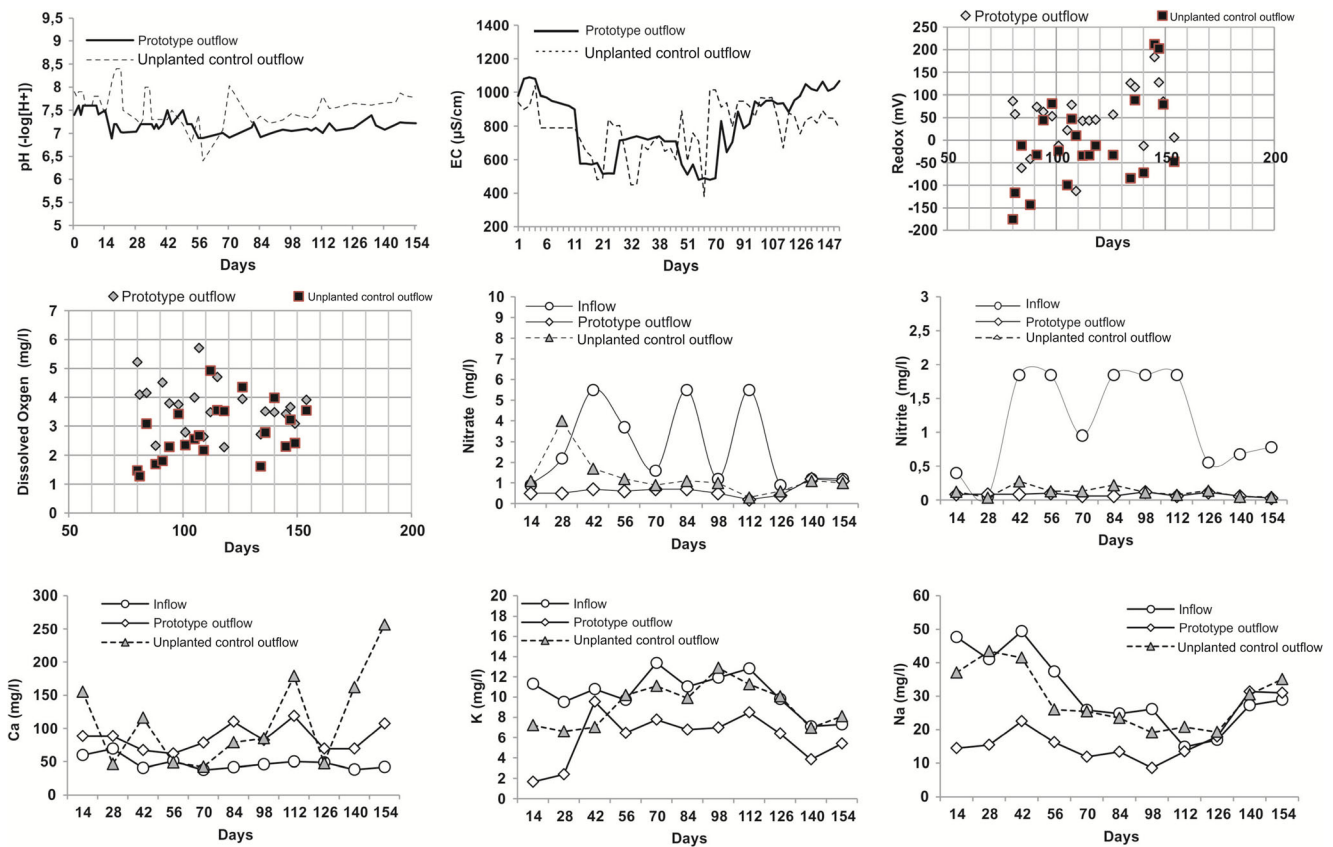 9,5
9
8,5
8
7,5
7
6,5
6
5,5
5
pH (-log[H+])
Prototype outflow
Unplanted control outflow
0 14 28 42 56 70 84 98 112 126 140 154
Days
1400
1200
1000
800
600
400
200
EC (µS/cm)
Prototype outflow
Unplanted control outflow
1 6 11 21 26 31 38 43 51 56 70 82 91 96 107 126 136 147
Days
Prototype outflow Unplanted control outflow
250
200
150
100
50
0
-50
-100
-150
-200
Redox (mV)
50 100 150 200
Days
Prototype outflow Unplanted control outflow
7
6
5
4
3
2
1
0
Dissolved Oxgen (mg/l)
50 100 150 200
Days
10
9
8
7
6
5
4
3
2
1
0
Nitrate (mg/l)
Inflow
Prototype outflow
Unplanted control outflow
14 28 42 56 70 84 98 112 126 140 154
Days
3
2,5
2
1,5
1
0,5
0
Nitrite (mg/l)
Inflow
Prototype outflow
Unplanted control outflow
14 28 42 56 70 84 98 112 126 140 154
Days
300
250
200
150
100
50
0
Ca (mg/l)
Inflow
Prototype outflow
Unplanted control outflow
14 28 42 56 70 84 98 112 126 140 154
Days
20
18
16
14
12
10
8
6
4
2
0
K (mg/l)
Inflow
Prototype outflow
Unplanted control outflow
14 28 42 56 70 84 98 112 126 140 154
Days
60
50
40
30
20
10
0
Na (mg/l)
Inflow
Prototype outflow
Unplanted control outflow
14 28 42 56 70 84 98 112 126 140 154
Days